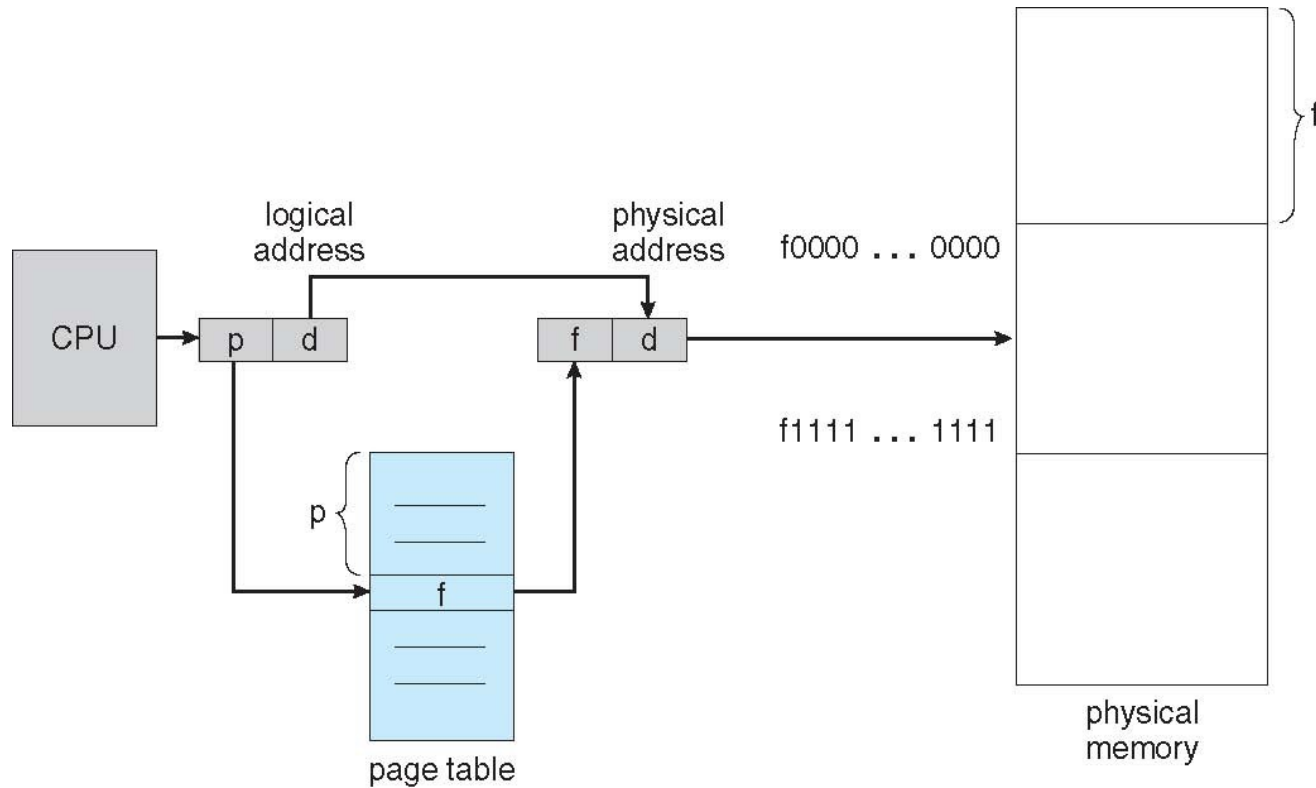 f
logical
address
physical
address
f0000 ... 0000
CPU
p
d
f
d
f1111 ... 1111
p
f
page table
physical
memory